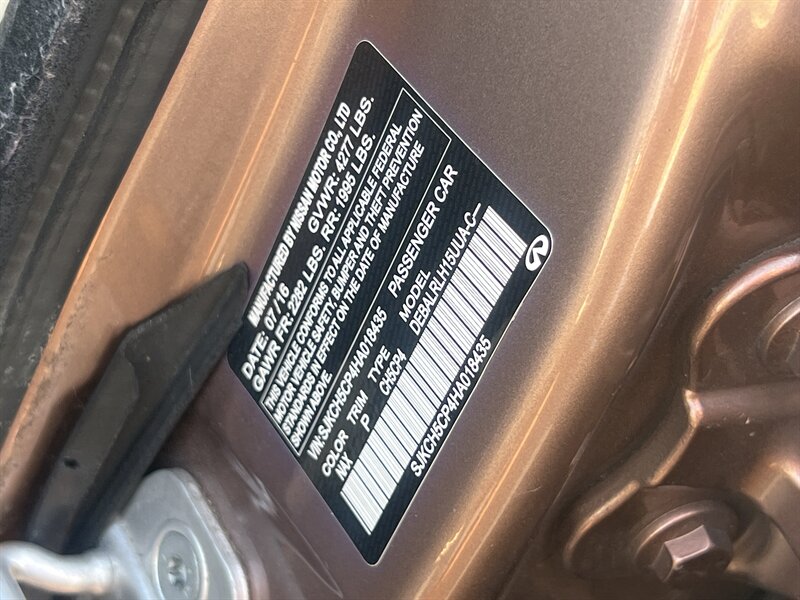 MANUFACTURED BY NISSAN MOTOR CO., LTD
DATE: 07/16 GVWR: 4277 LBS.
GAWR FR: 2282 LBS. RR: 1995 LBS.
THIS VEHICLE CONFORMS TO ALL APPLICABLE FEDERAL
MOTOR VEHICLE SAFETY, BUMPER AND THEFT PREVENTION
STANDARDS IN EFFECT ON THE DATE OF MANUFACTURE
SHOWN ABOVE
VIN:SJKCH5CP4HA018435 PASSENGER CAR
COLOR TRIM TYPE MODEL
NAX P CH5CP4 DEBALRLH15UUA-C--
SJKCH5CP4HA018435